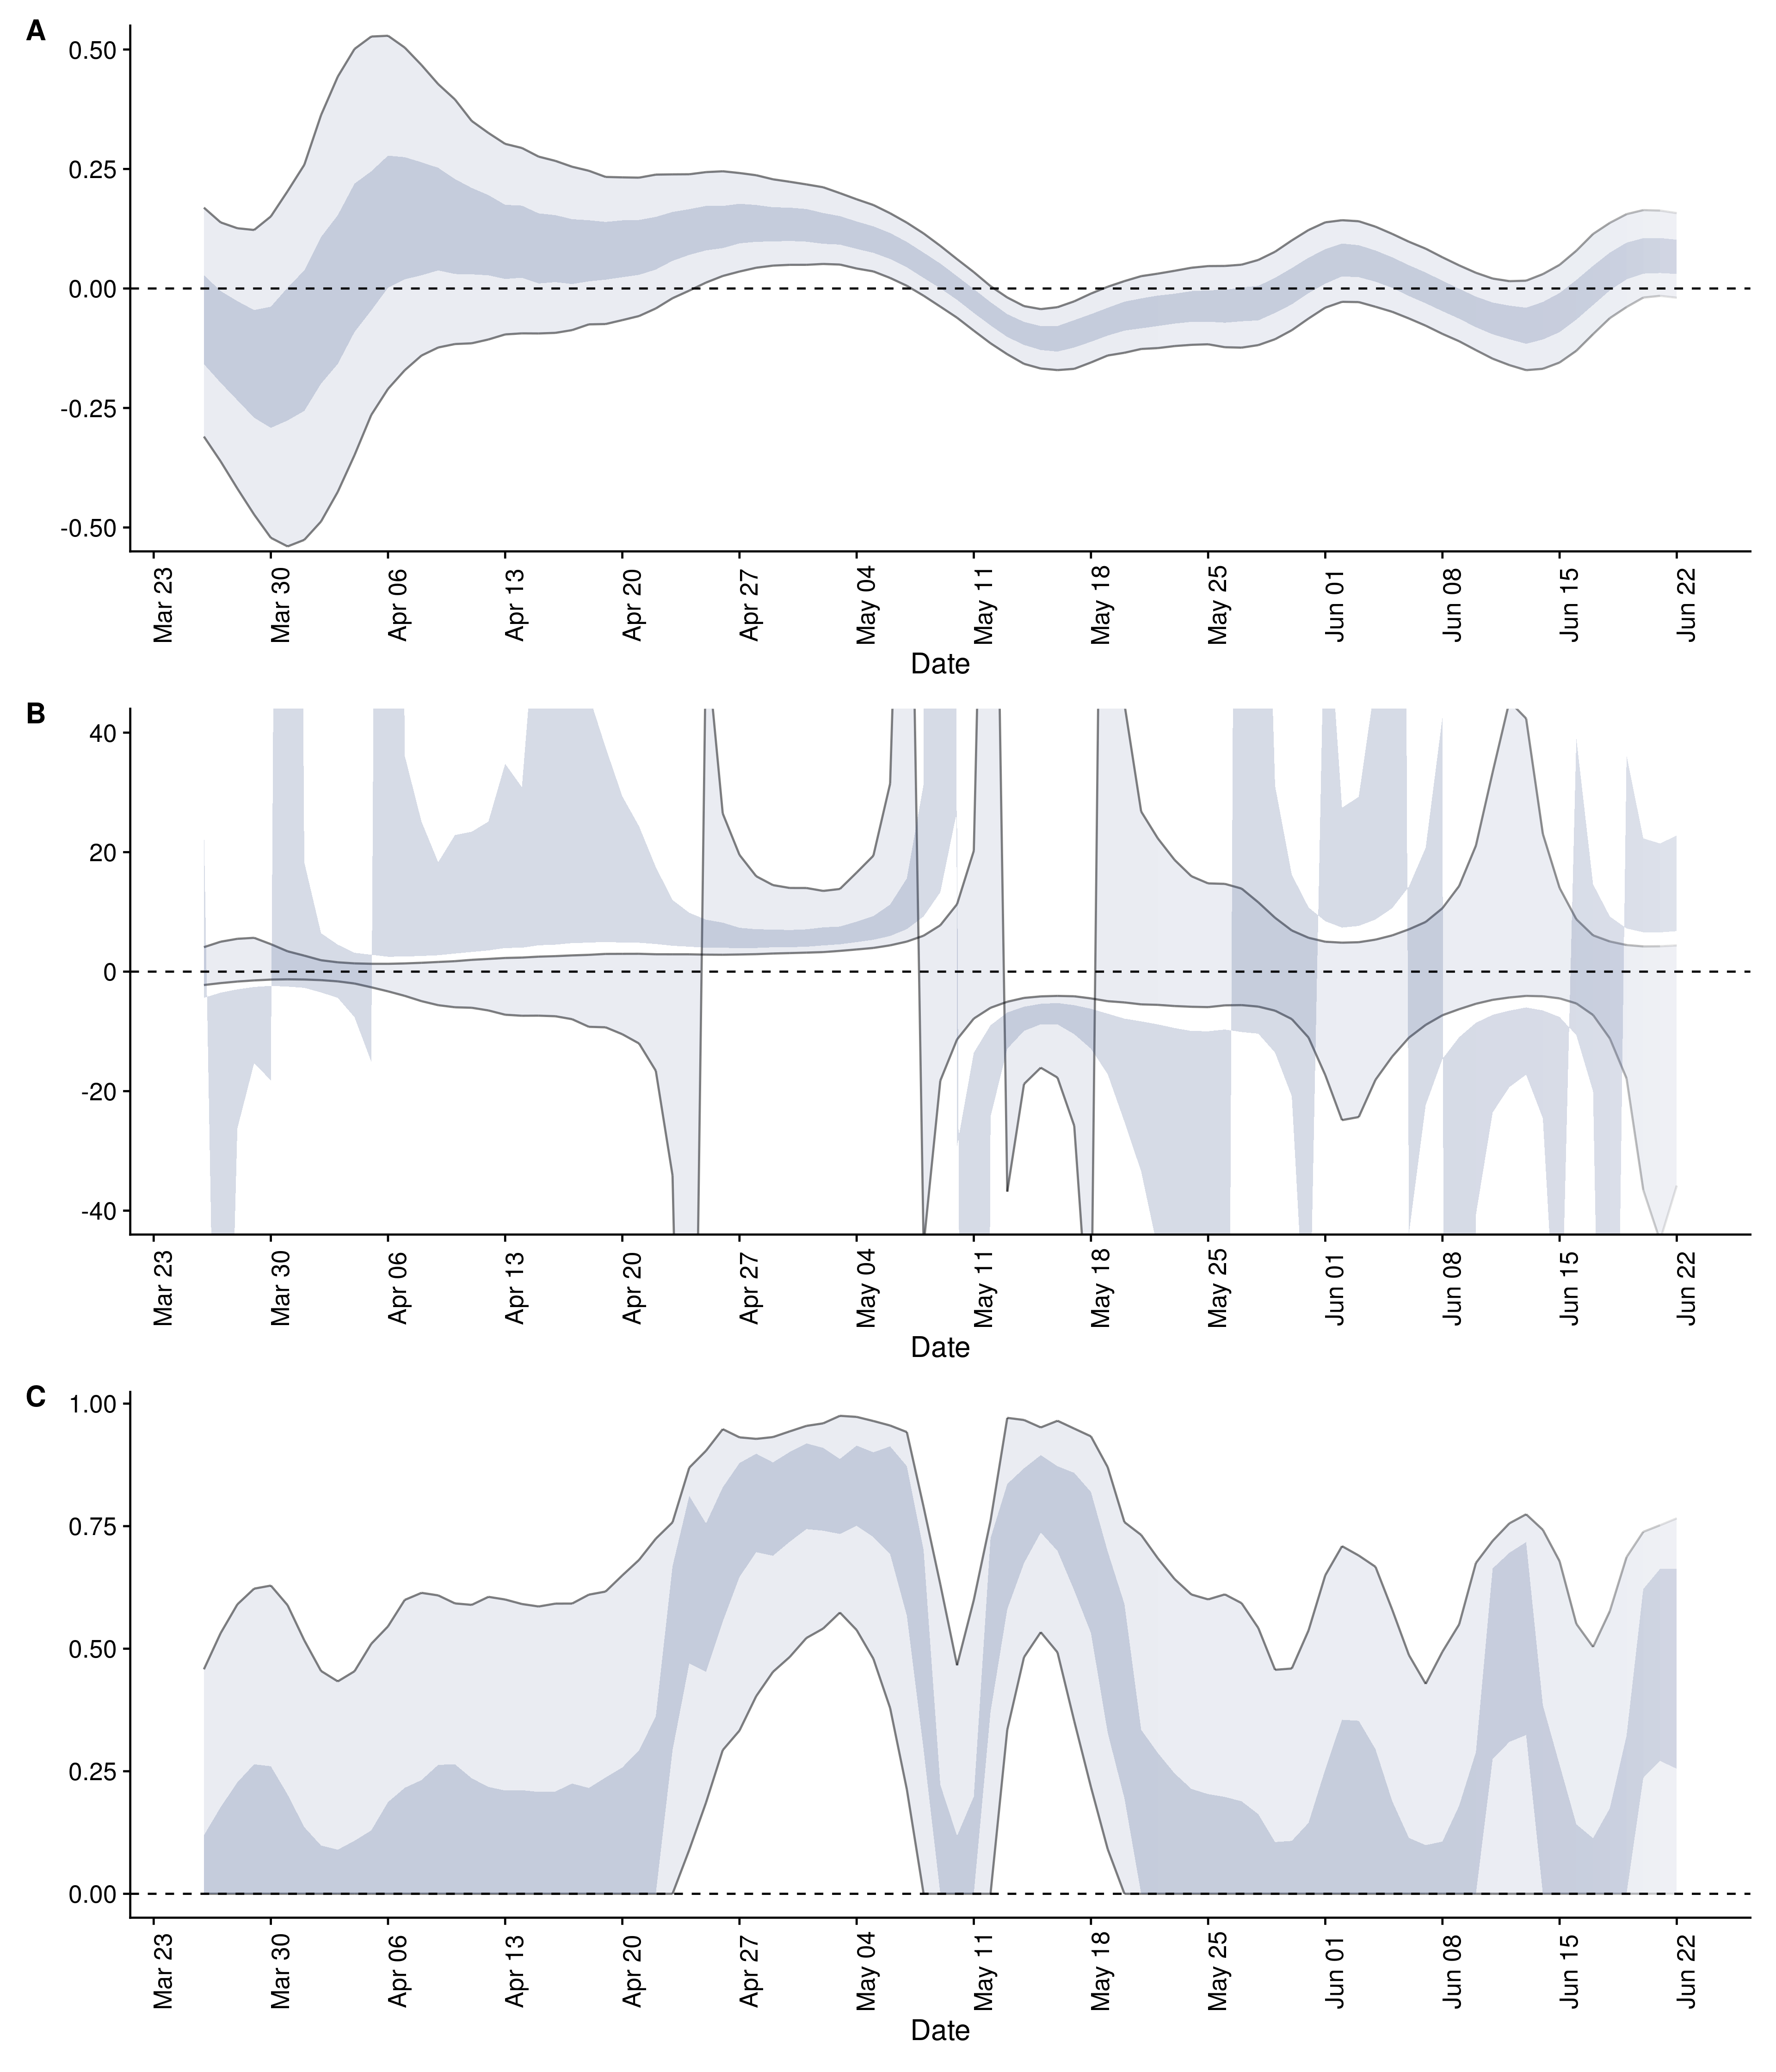 A
0.50
0.25
0.00
-0.25
-0.50
Mar 23
Mar 30
Apr 06
Apr 13
Apr 20
Apr 27
May 04
May 11
May 18
May 25
Jun 01
Jun 08
Jun 15
Jun 22
Date
B
40
20
0
-20
-40
Mar 23
Mar 30
Apr 06
Apr 13
Apr 20
Apr 27
May 04
May 11
May 18
May 25
Jun 01
Jun 08
Jun 15
Jun 22
Date
C
1.00
0.75
0.50
0.25
0.00
Mar 23
Mar 30
Apr 06
Apr 13
Apr 20
Apr 27
May 04
May 11
May 18
May 25
Jun 01
Jun 08
Jun 15
Jun 22
Date